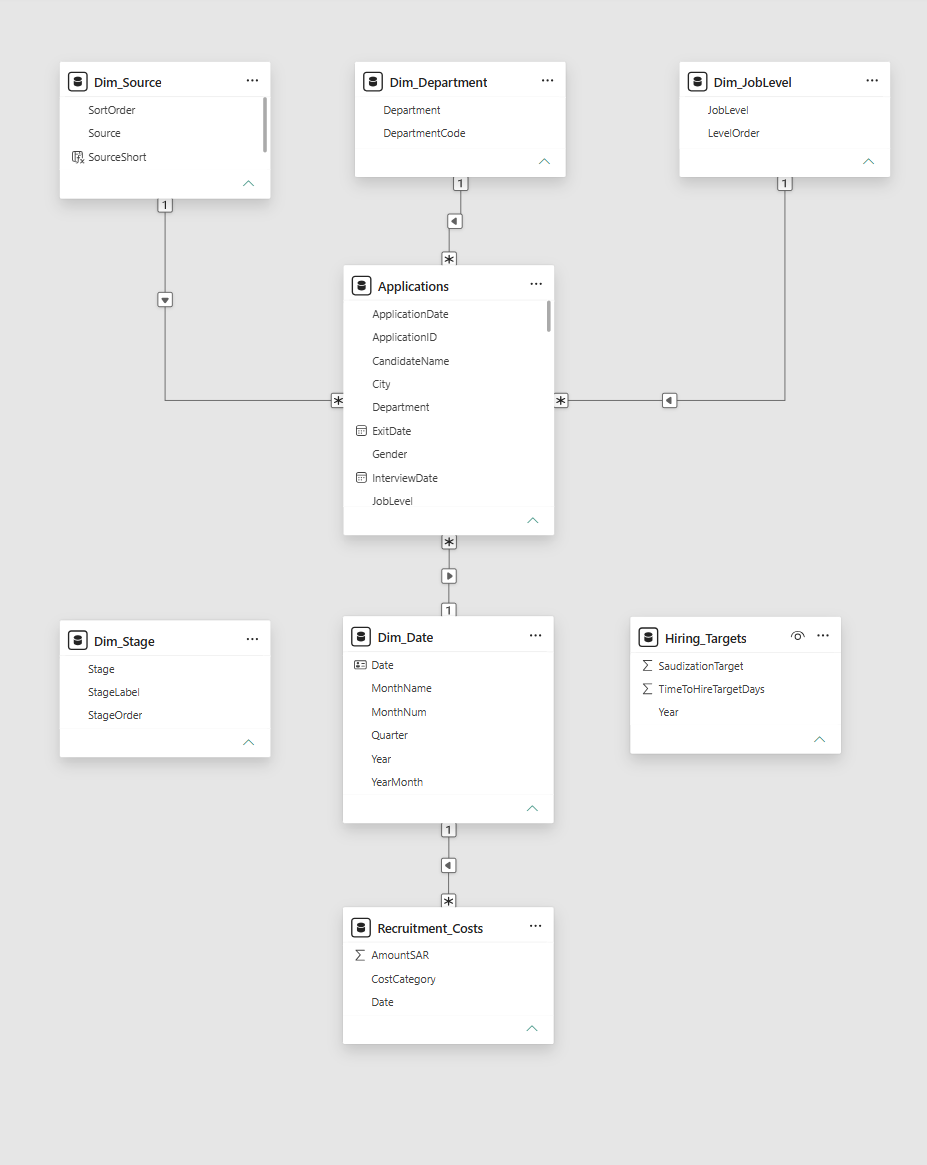 Dim_Source
SortOrder
Source
SourceShort
1
Dim_Department
Department
DepartmentCode
1
Dim_JobLevel
JobLevel
LevelOrder
1
*
*
*
Applications
ApplicationDate
ApplicationID
CandidateName
City
Department
ExitDate
Gender
InterviewDate
JobLevel
*
1
Dim_Stage
Stage
StageLabel
StageOrder
Dim_Date
Date
MonthName
MonthNum
Quarter
Year
YearMonth
Hiring_Targets
SaudizationTarget
TimeToHireTargetDays
Year
1
*
Recruitment_Costs
AmountSAR
CostCategory
Date